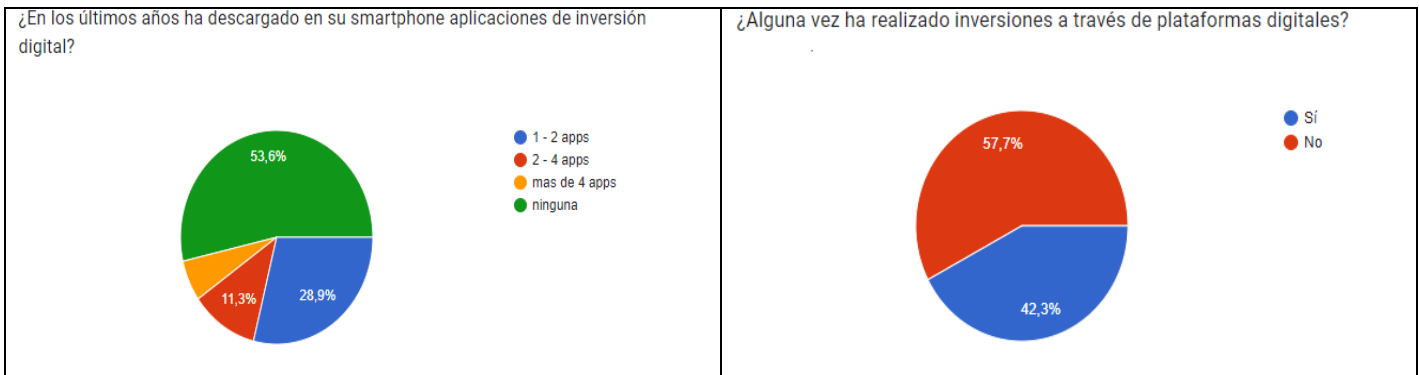 ¿En los últimos años ha descargado en su smartphone aplicaciones de inversión
digital?
53,6%
11,3%
28,9%
1 - 2 apps
2 - 4 apps
mas de 4 apps
ninguna
¿Alguna vez ha realizado inversiones a través de plataformas digitales?
57,7%
42,3%
Sí
No